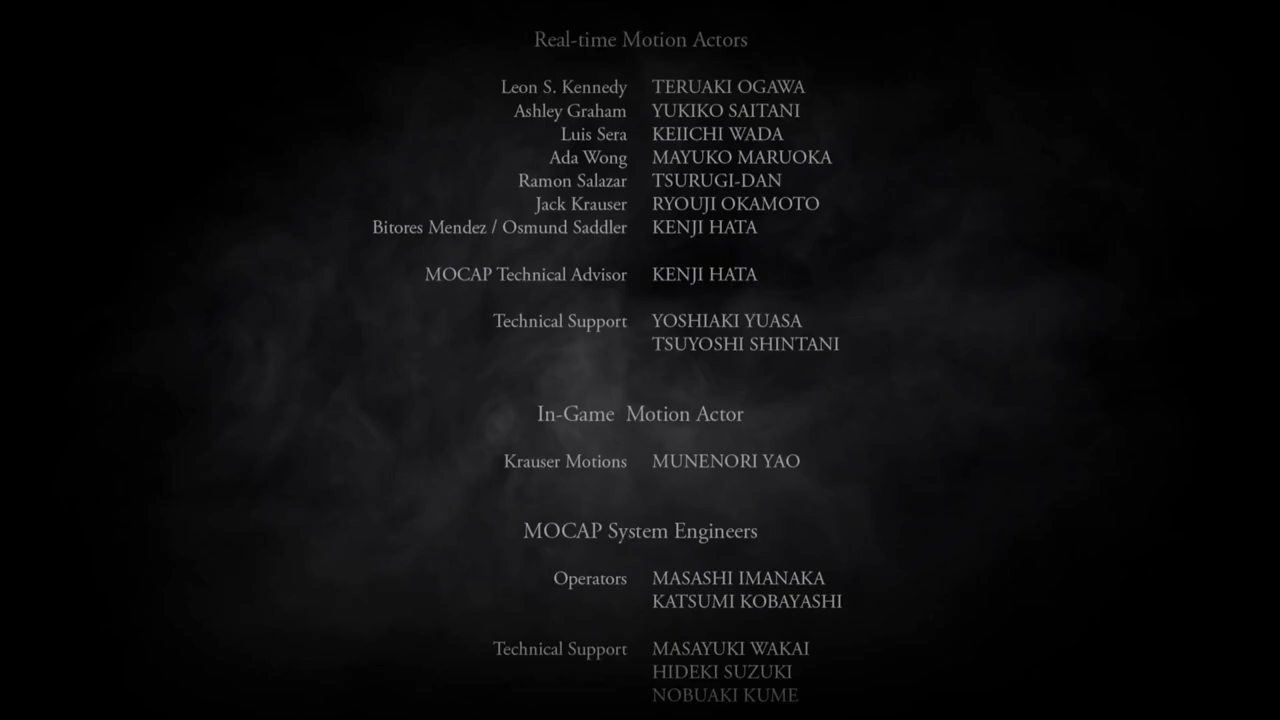 Real-time Motion Actors
Leon S. Kennedy TERUAKI OGAWA
Ashley Graham YUKIKO SAITANI
Luis Sera KEIICHI WADA
Ada Wong MAYUKO MARUOKA
Ramon Salazar TSURUGI-DAN
Jack Krauser RYOUJI OKAMOTO
Bitores Mendez / Osmund Saddler KENJI HATA
MOCAP Technical Advisor KENJI HATA
Technical Support YOSHIAKI YUASA
TSUYOSHI SHINTANI
In-Game Motion Actor
Krauser Motions MUNENORI YAO
MOCAP System Engineers
Operators MASASHI IMANAKA
KATSUMI KOBAYASHI
Technical Support MASAYUKI WAKAI
HIDEKI SUZUKI
NOBUAKI KUME